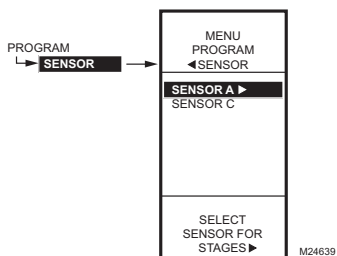 PROGRAM
SENSOR
MENU
PROGRAM
◀SENSOR
SENSOR A ▶
SENSOR C
SELECT
SENSOR FOR
STAGES▶
M24639